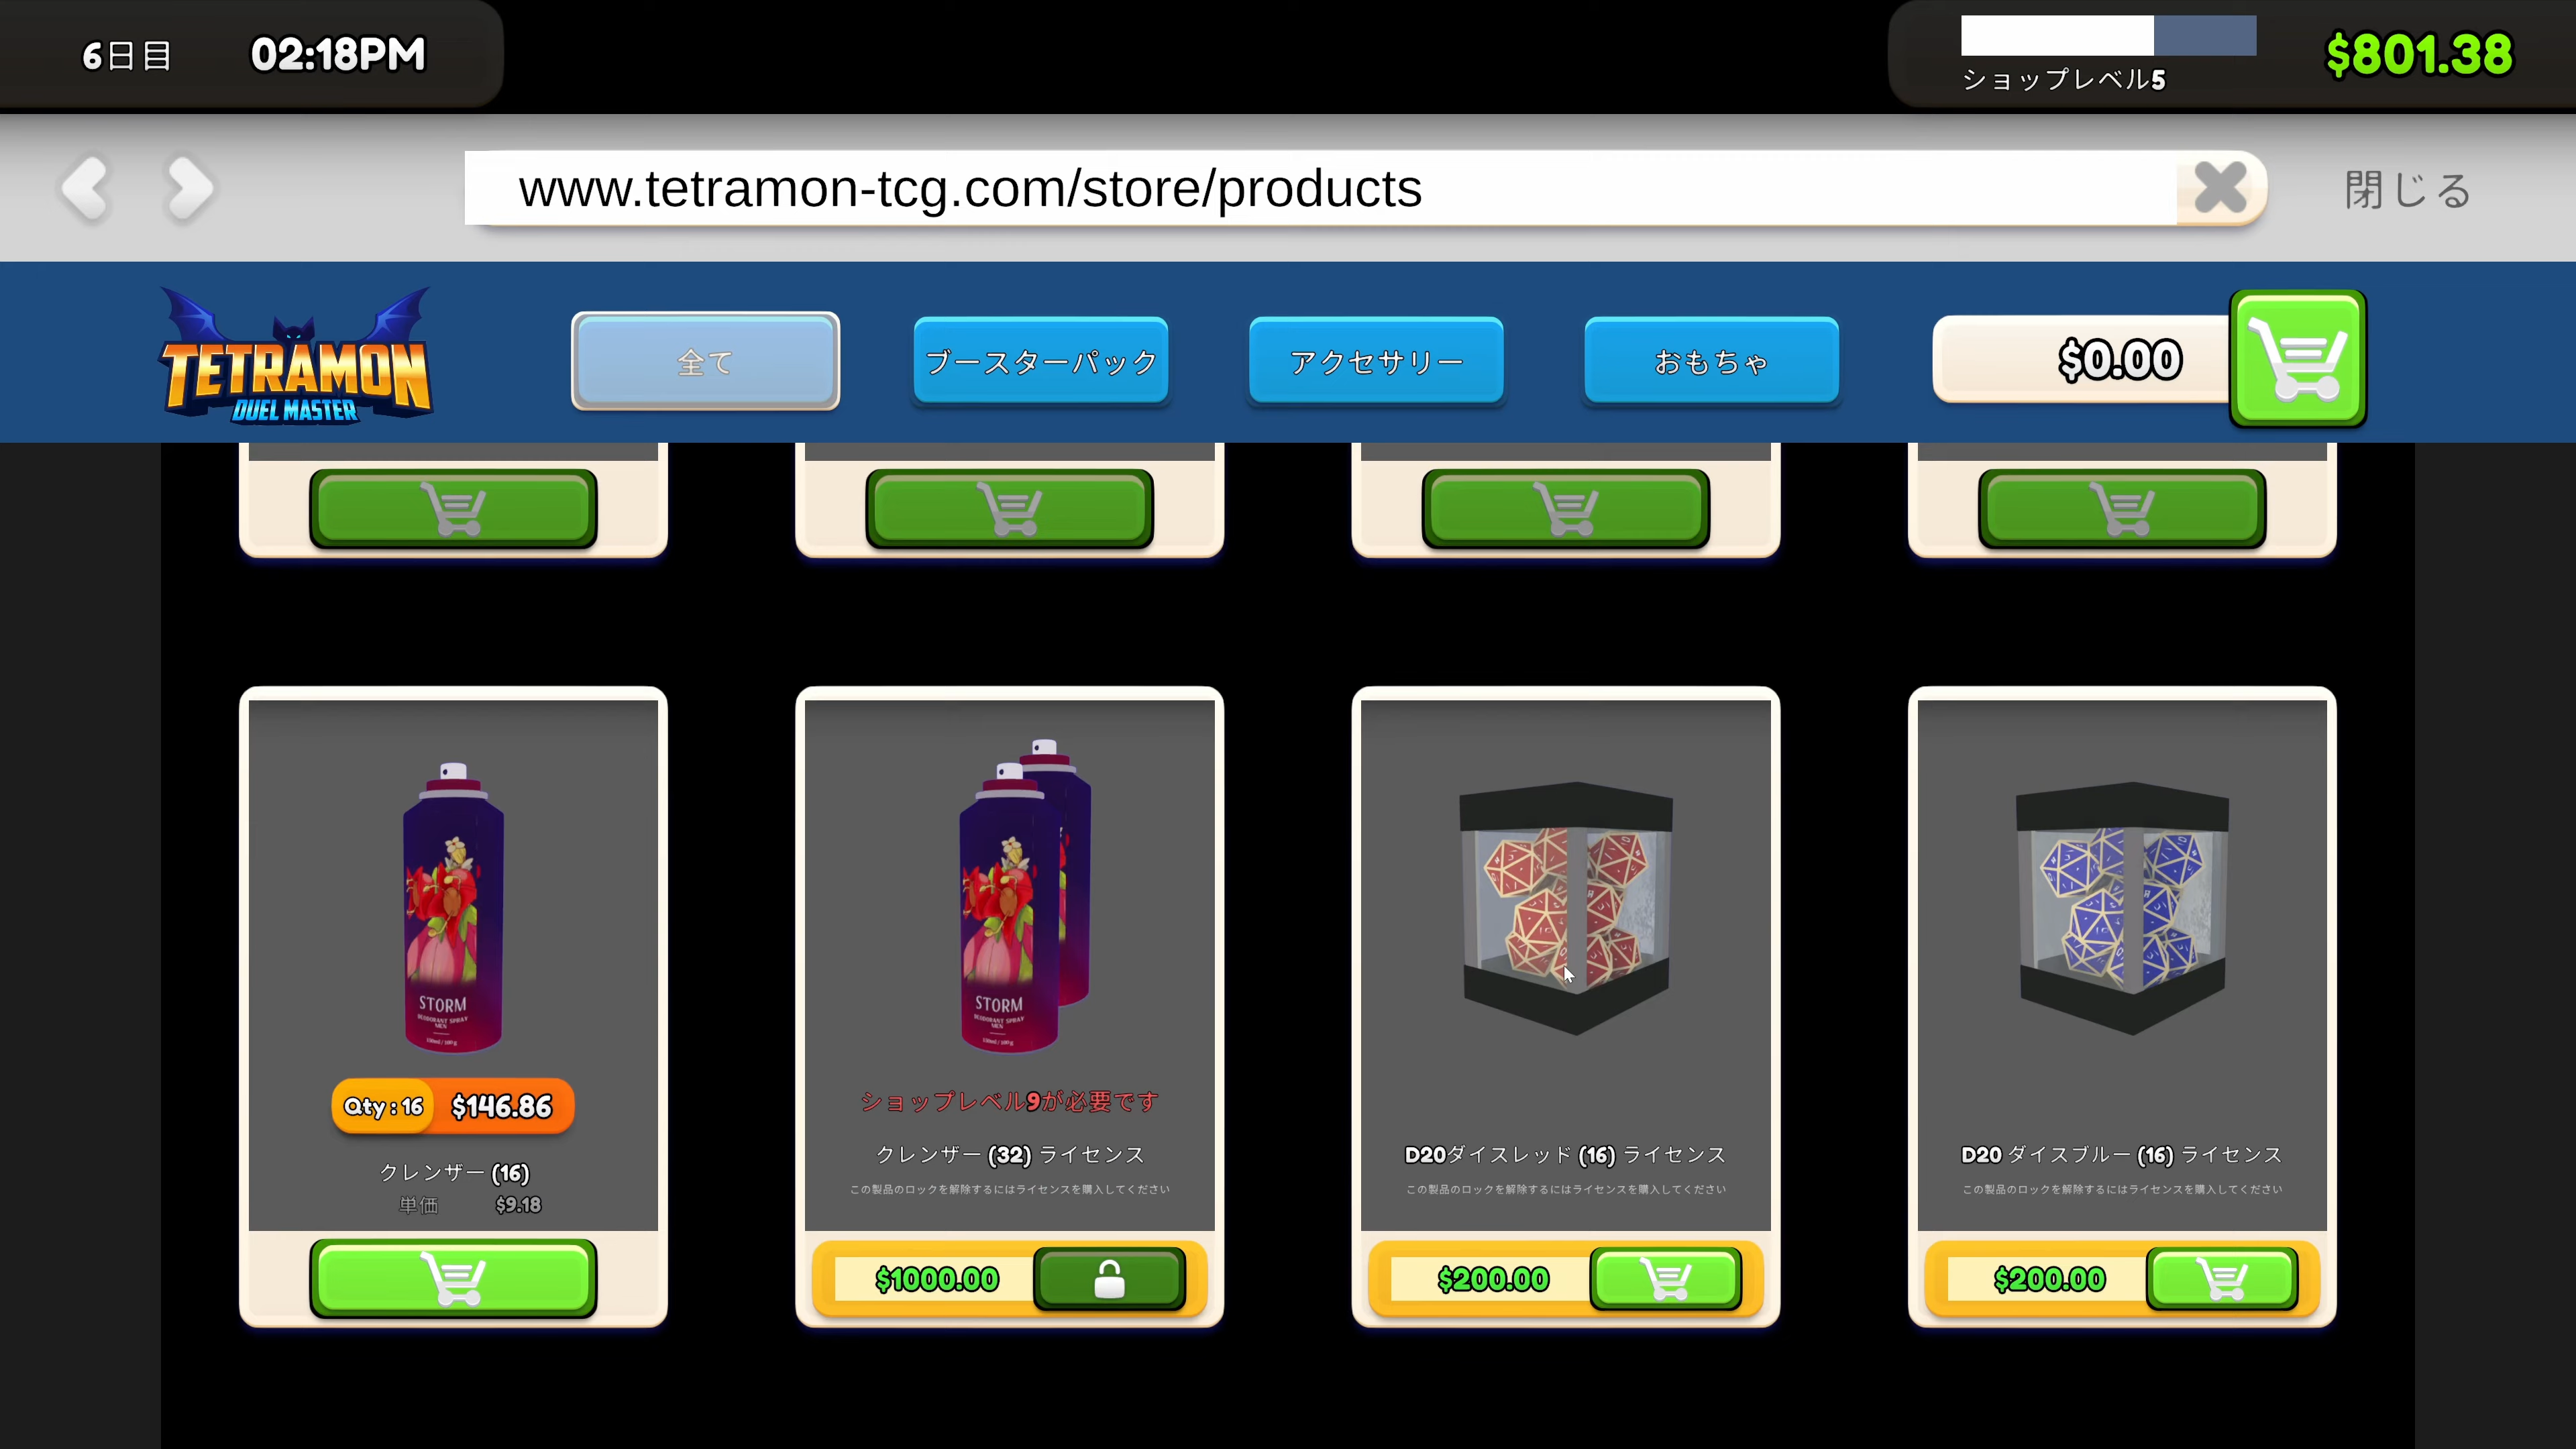 6日目
02:18PM
ショップレベル5
$801.38
www.tetramon-tcg.com/store/products
閉じる
TETRAMON
DUEL MASTER
全て
ブースターパック
アクセサリー
おもちゃ
$0.00
STORM
DEODORANT SPRAY
MEN
Qty : 16
$146.86
クレンザー (16)
単価 $9.18
STORM
DEODORANT SPRAY
MEN
ショップレベル9が必要です
クレンザー (32) ライセンス
この製品のロックを解除するにはライセンスを購入してください
$1000.00
D20ダイスレッド (16) ライセンス
この製品のロックを解除するにはライセンスを購入してください
$200.00
D20 ダイスブルー (16) ライセンス
この製品のロックを解除するにはライセンスを購入してください
$200.00